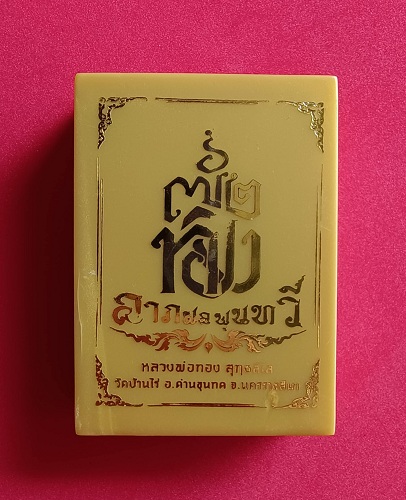 ลาภผลพูนทวี
หลวงพ่อทอง
วัดบ้านไร่ อ.ด่านขุนทด จ.นครราชสีมา